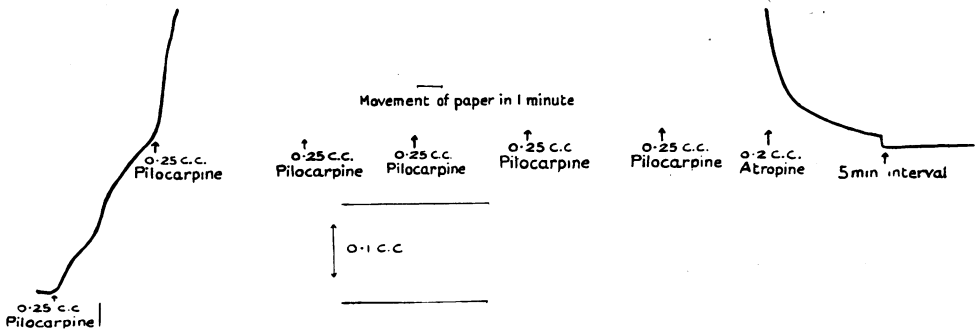 Movement of paper in 1 minute
0·25 c.c.
Pilocarpine
0·25 c.c.
Pilocarpine
0·25 c.c.
Pilocarpine
0·25 c.c
Pilocarpine
0·25 c.c.
Pilocarpine
0·2 c.c.
Atropine
5 min interval
0·1 c.c
0·25 c.c
Pilocarpine